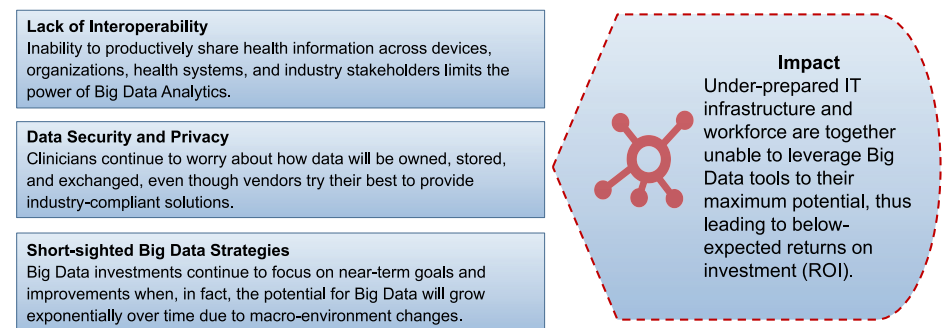 Lack of Interoperability
Inability to productively share health information across devices,
organizations, health systems, and industry stakeholders limits the
power of Big Data Analytics.
Data Security and Privacy
Clinicians continue to worry about how data will be owned, stored,
and exchanged, even though vendors try their best to provide
industry-compliant solutions.
Short-sighted Big Data Strategies
Big Data investments continue to focus on near-term goals and
improvements when, in fact, the potential for Big Data will grow
exponentially over time due to macro-environment changes.
Impact
Under-prepared IT
infrastructure and
workforce are together
unable to leverage Big
Data tools to their
maximum potential, thus
leading to below-
expected returns on
investment (ROI).